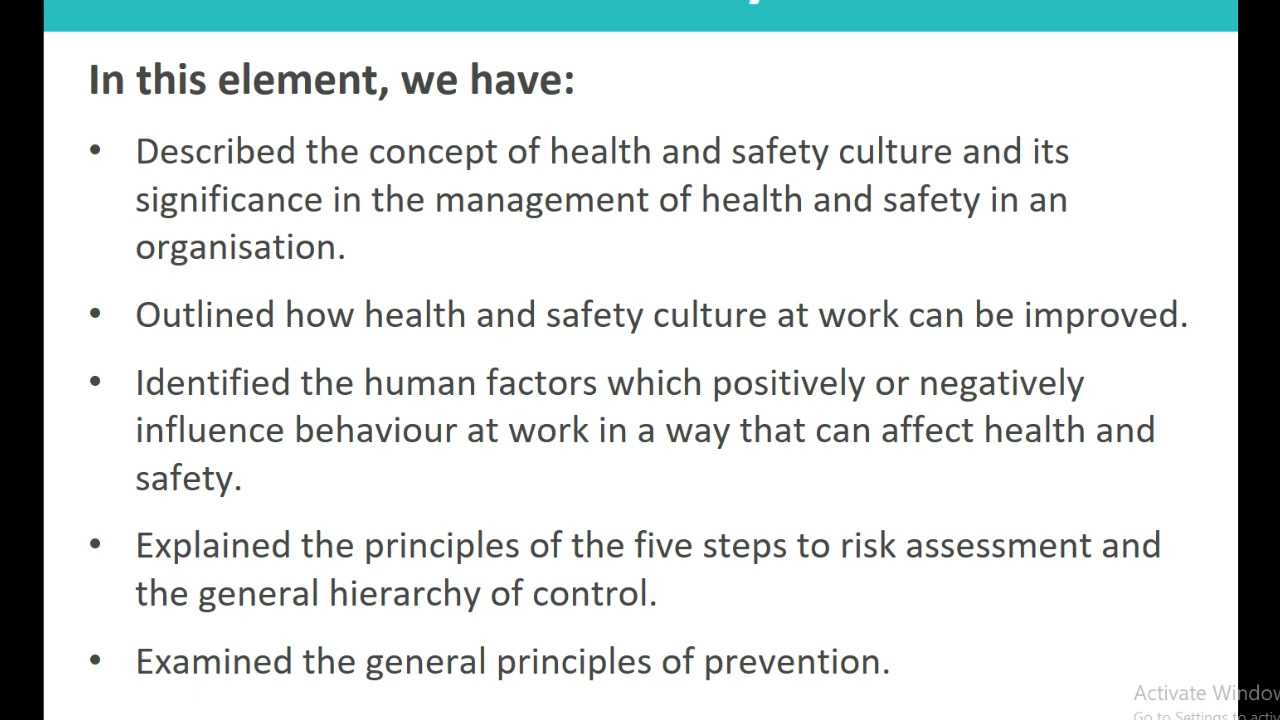 In this element, we have:
• Described the concept of health and safety culture and its
significance in the management of health and safety in an
organisation.
• Outlined how health and safety culture at work can be improved.
• Identified the human factors which positively or negatively
influence behaviour at work in a way that can affect health and
safety.
• Explained the principles of the five steps to risk assessment and
the general hierarchy of control.
• Examined the general principles of prevention.
Activate Window
Go to Settings to activ